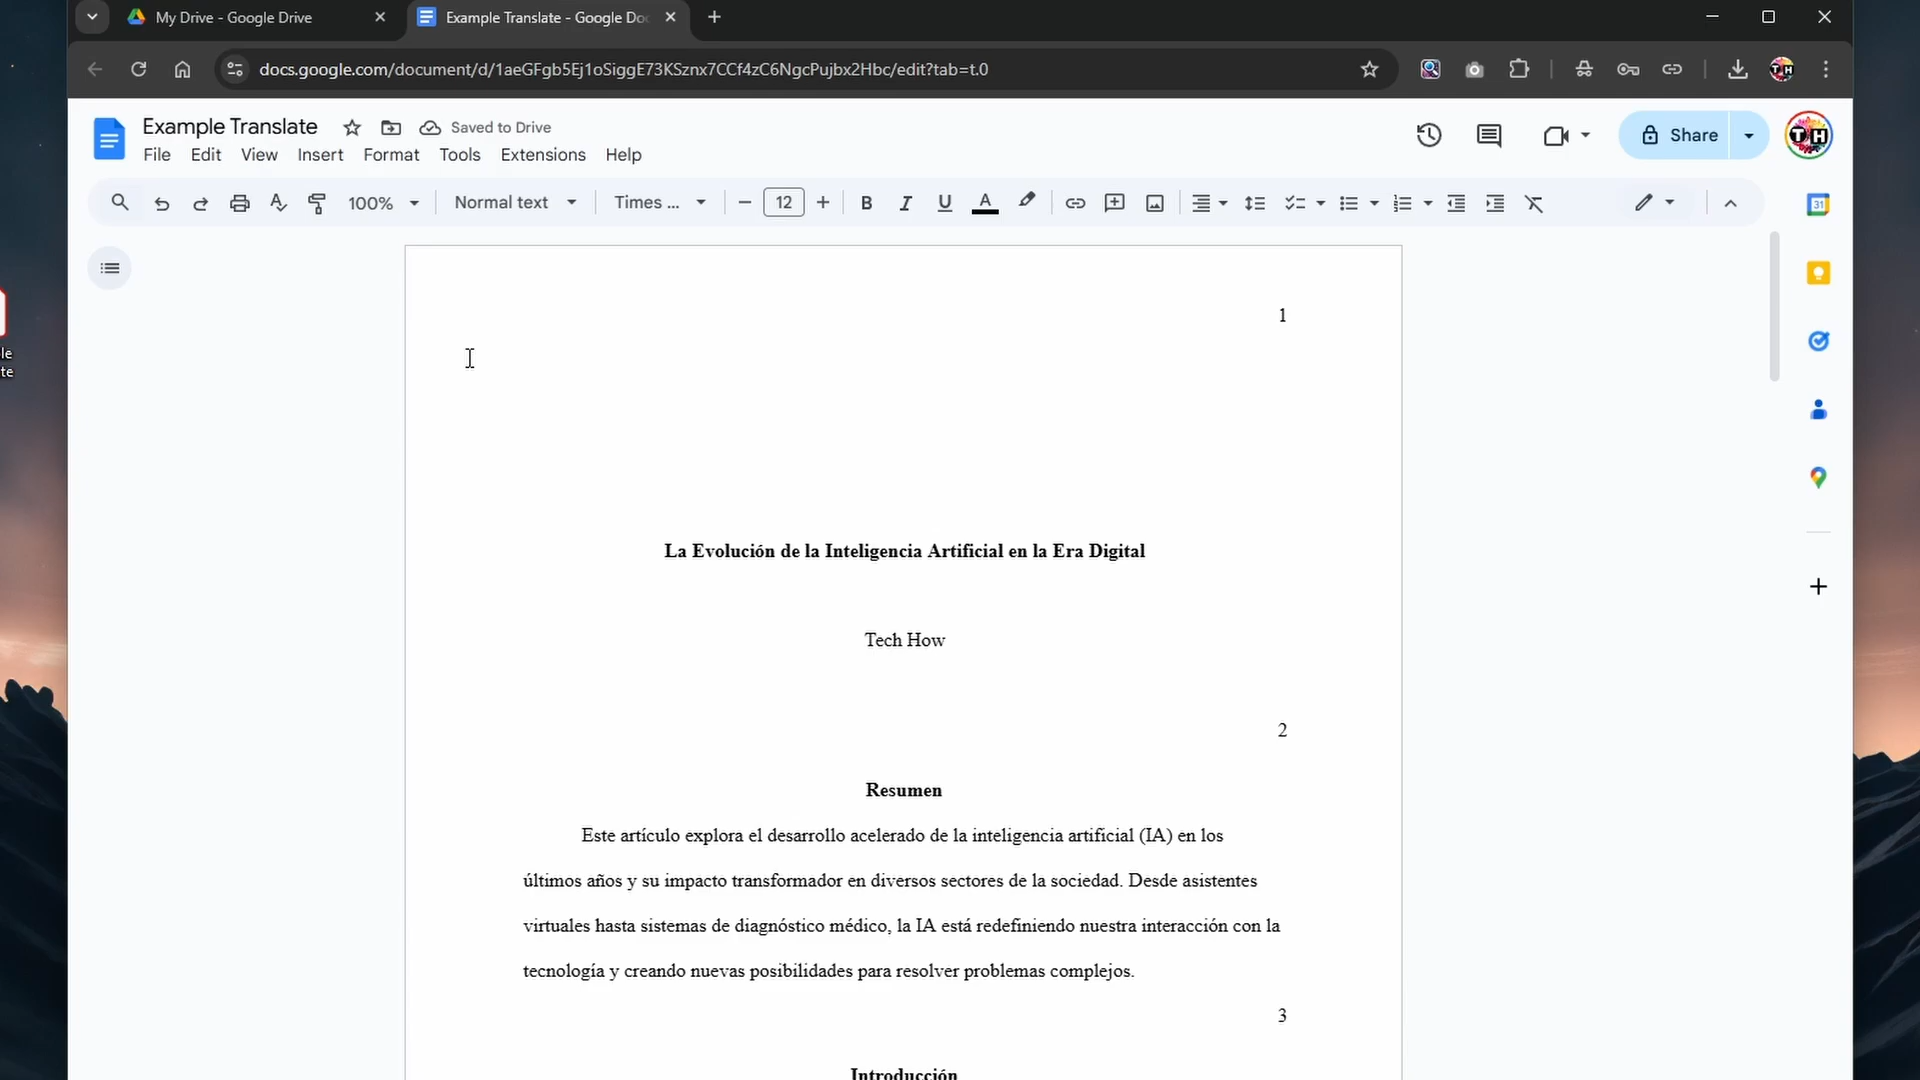 My Drive - Google Drive
Example Translate - Google Doc
docs.google.com/document/d/1aeGFgb5Ej1oSiggE73KSznx7CCf4zC6NgcPujbx2Hbc/edit?tab=t.0
Example Translate
Saved to Drive
File Edit View Insert Format Tools Extensions Help
Share
TH
100% Normal text Times ... 12 B I U A
31
1
le
te
La Evolución de la Inteligencia Artificial en la Era Digital
Tech How
2
Resumen
Este artículo explora el desarrollo acelerado de la inteligencia artificial (IA) en los
últimos años y su impacto transformador en diversos sectores de la sociedad. Desde asistentes
virtuales hasta sistemas de diagnóstico médico, la IA está redefiniendo nuestra interacción con la
tecnología y creando nuevas posibilidades para resolver problemas complejos.
3
Introducción